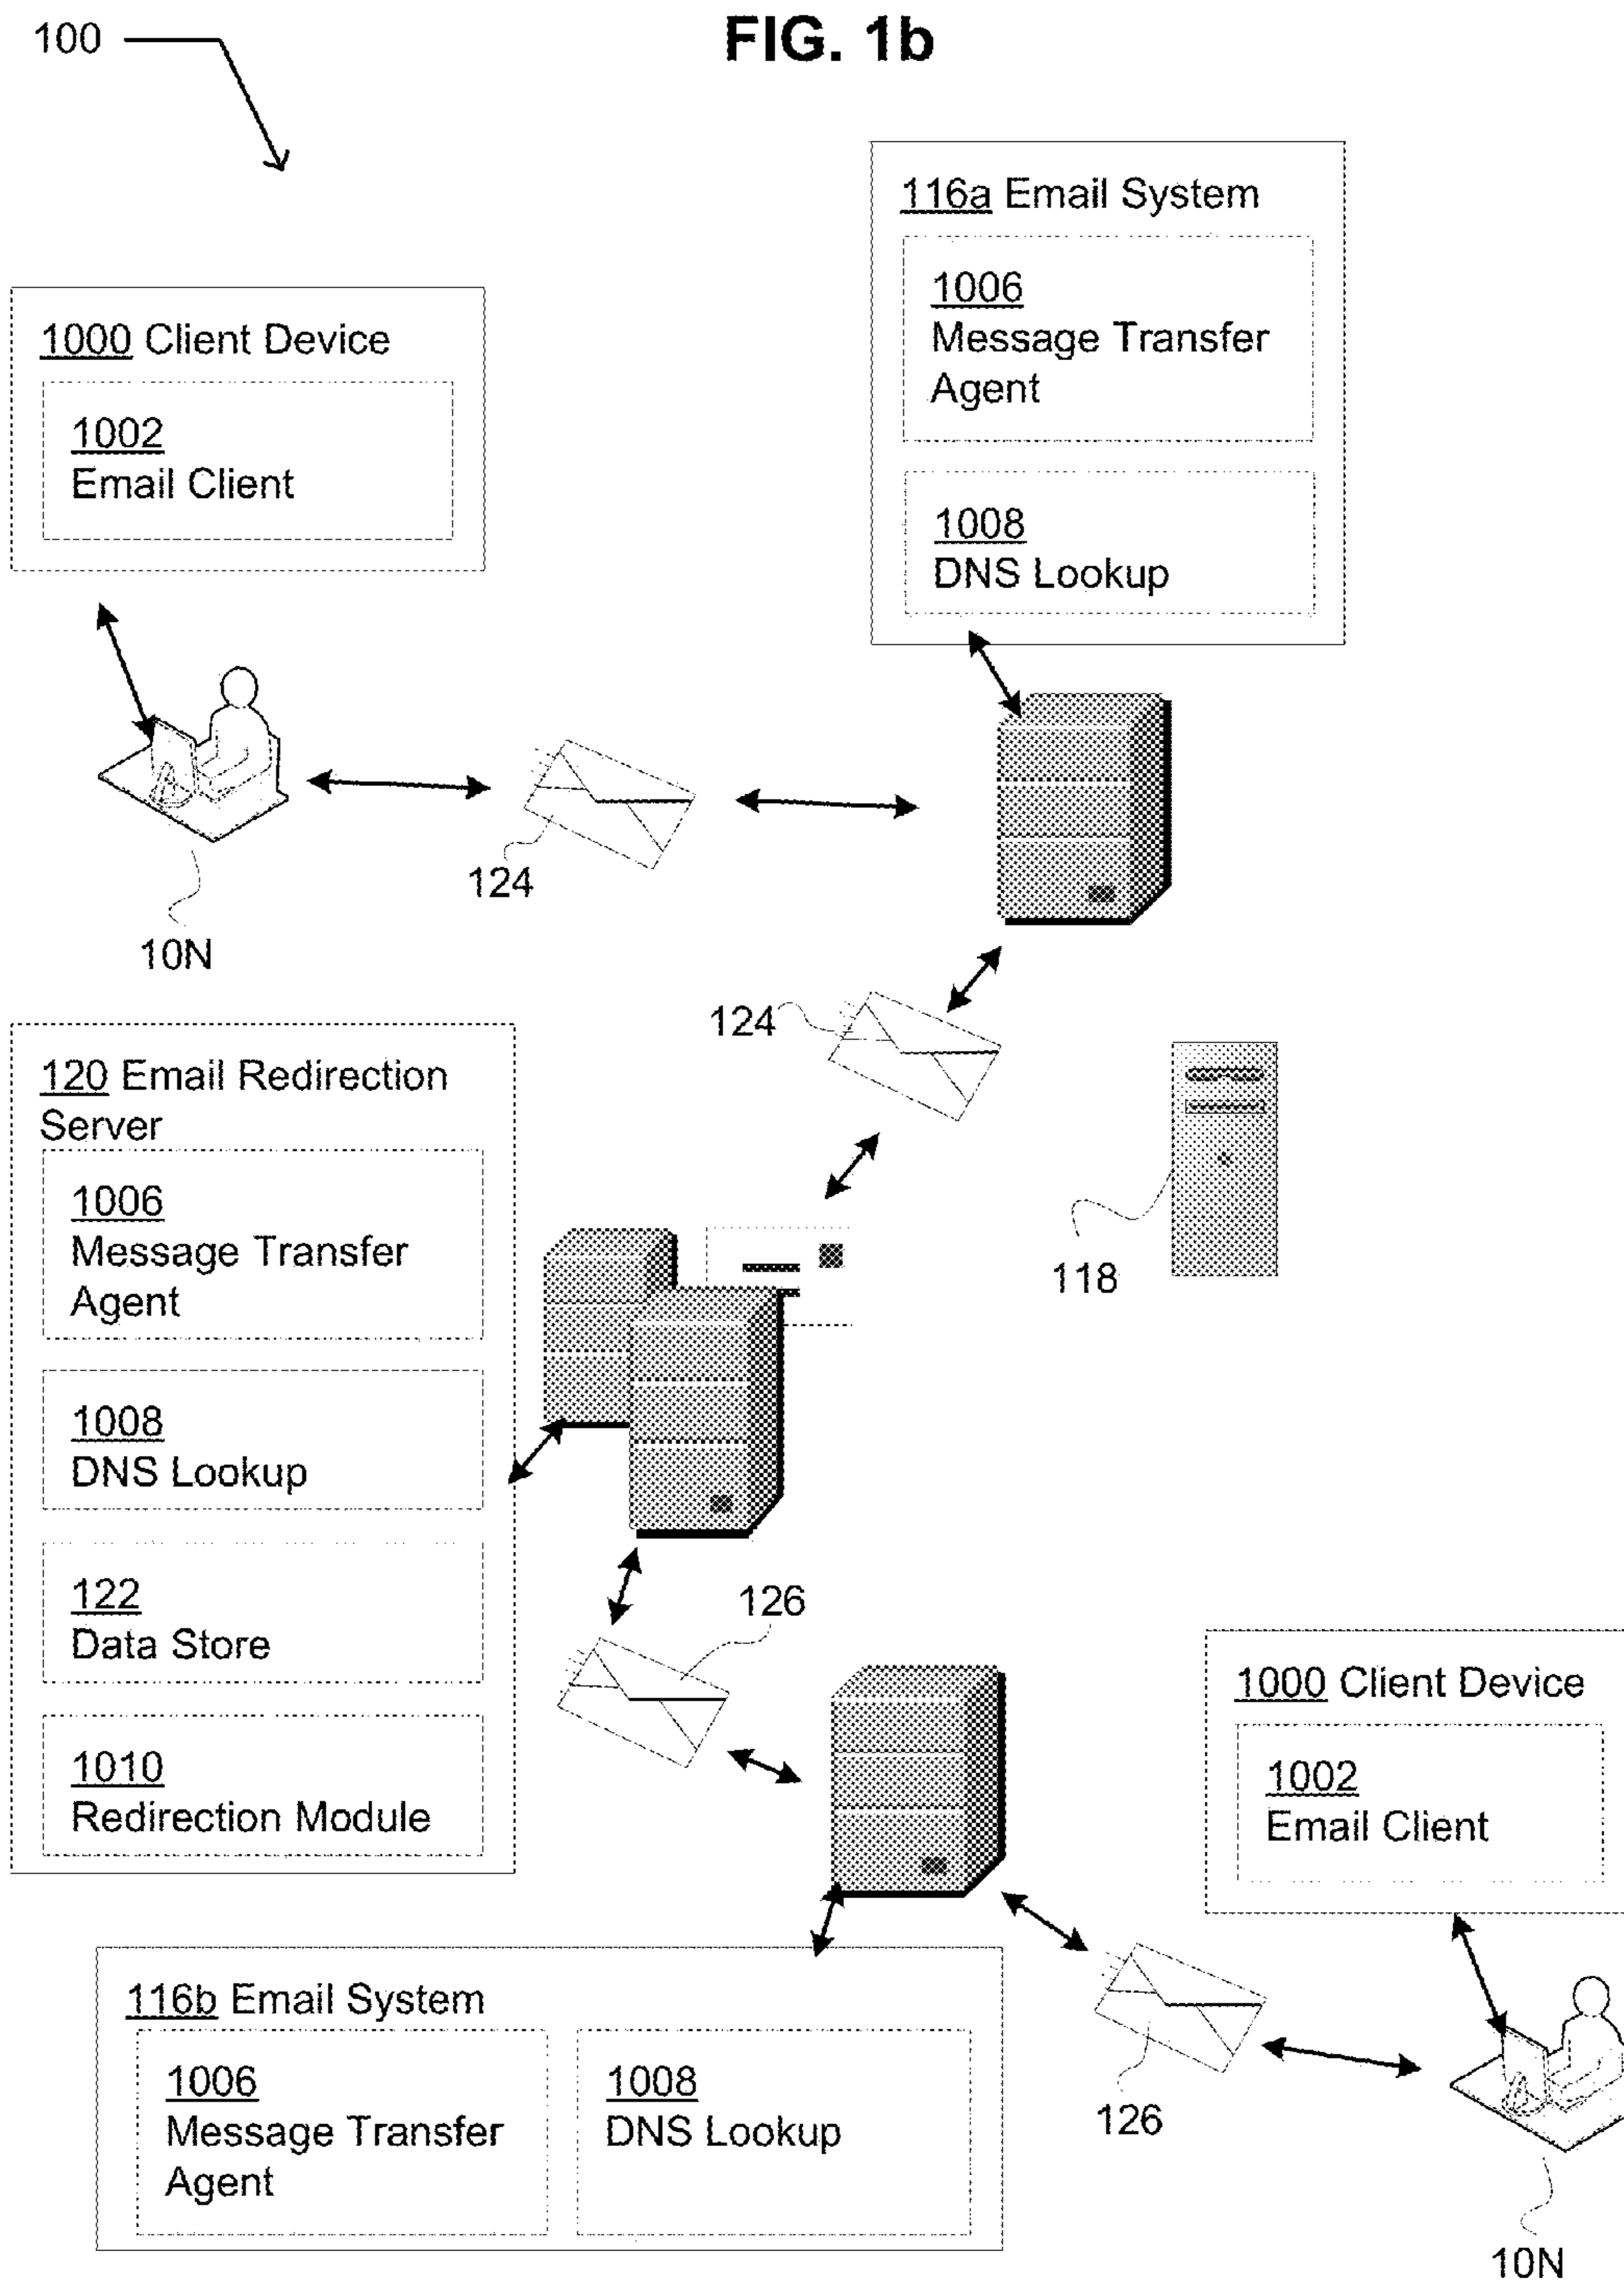 FIG. 1b
100
116a Email System
1006
Message Transfer
Agent
1008
DNS Lookup
1000 Client Device
1002
Email Client
124
10N
124
118
120 Email Redirection
Server
1006
Message Transfer
Agent
1008
DNS Lookup
122
Data Store
1010
Redirection Module
126
1000 Client Device
1002
Email Client
116b Email System
1006
Message Transfer
Agent
1008
DNS Lookup
126
10N